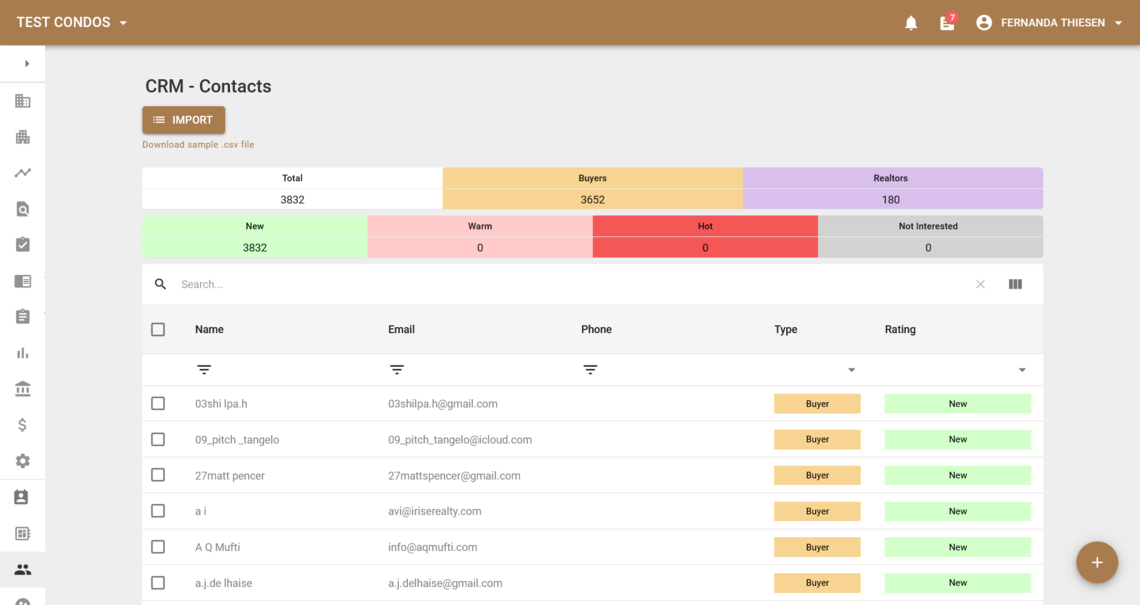 TEST CONDOS
7
FERNANDA THIESEN
CRM - Contacts
IMPORT
Download sample .csv file
Total Buyers Realtors
3832 3652 180
New Warm Hot Not Interested
3832 0 0 0
Search...
Name Email Phone Type Rating
03shi lpa.h 03shilpa.h@gmail.com Buyer New
09_pitch _tangelo 09_pitch_tangelo@icloud.com Buyer New
27matt pencer 27mattspencer@gmail.com Buyer New
a i avi@iriserealty.com Buyer New
A Q Mufti info@aqmufti.com Buyer New
a.j.de lhaise a.j.delhaise@gmail.com Buyer New